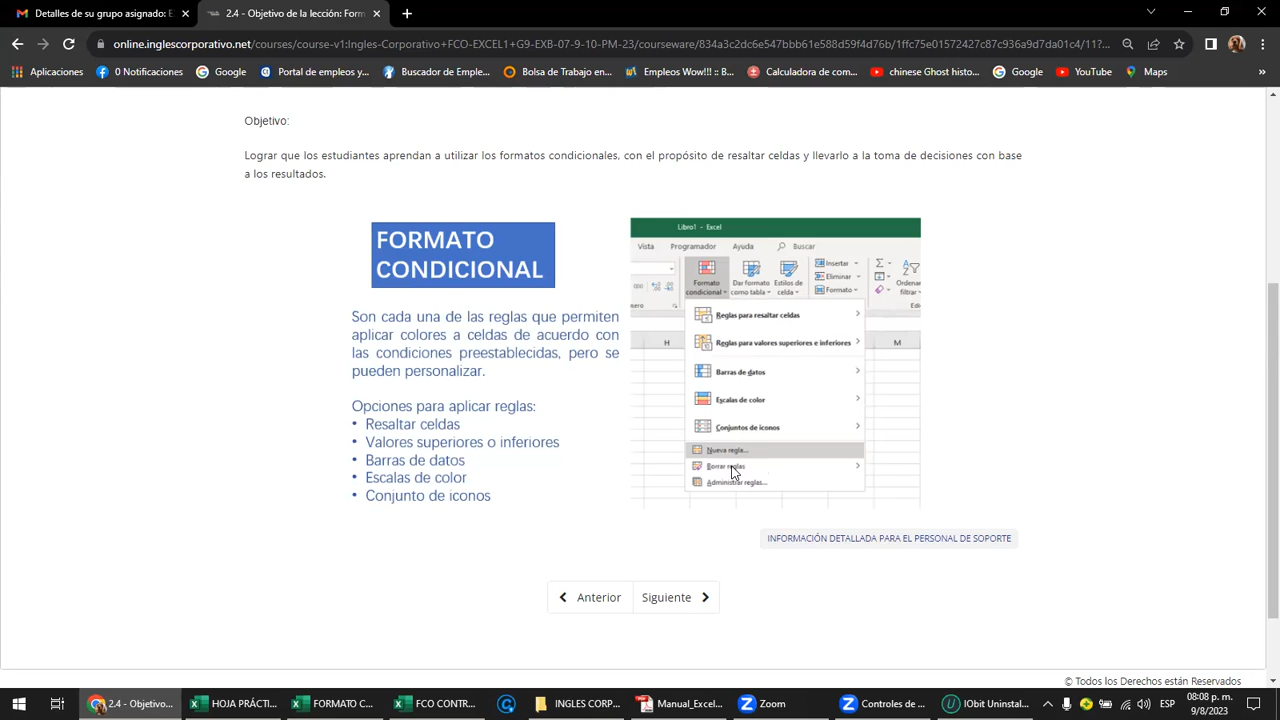 Detalles de su grupo asignado: E
2.4 - Objetivo de la lección: Form
online.inglescorporativo.net/courses/course-v1:Ingles-Corporativo+FCO-EXCEL1+G9-EXB-07-9-10-PM-23/courseware/834a3c2dc6e547bbb61e588d59f4d76b/1ffc75e01572427c87c936a9d7da01c4/11?...
Aplicaciones
0 Notificaciones
Google
Portal de empleos y...
Buscador de Emple...
Bolsa de Trabajo en...
Empleos Wow!!! :: B...
Calculadora de com...
chinese Ghost histo...
Google
YouTube
Maps
»
Objetivo:
Lograr que los estudiantes aprendan a utilizar los formatos condicionales, con el propósito de resaltar celdas y llevarlo a la toma de decisiones con base
a los resultados.
FORMATO
CONDICIONAL
Son cada una de las reglas que permiten
aplicar colores a celdas de acuerdo con
las condiciones preestablecidas, pero se
pueden personalizar.
Opciones para aplicar reglas:
• Resaltar celdas
• Valores superiores o inferiores
• Barras de datos
• Escalas de color
• Conjunto de iconos
Libro1 - Excel
Vista Programador Ayuda Buscar
Formato
condicional
Dar formato
como tabla
Estilos de
celda
Insertar
Eliminar
Formato
Ordenar
filtrar
H
M
Reglas para resaltar celdas
Reglas para valores superiores e inferiores
Barras de datos
Escalas de color
Conjuntos de iconos
Nueva regla...
Borrar reglas
Administrar reglas...
INFORMACIÓN DETALLADA PARA EL PERSONAL DE SOPORTE
Anterior
Siguiente
© Todos los Derechos están Reservados
2.4 - Objetivo...
HOJA PRÁCTI...
FORMATO C...
FCO CONTR...
INGLES CORP...
Manual_Excel...
Zoom
Controles de ...
IObit Uninstal...
ESP
08:08 p. m.
9/8/2023